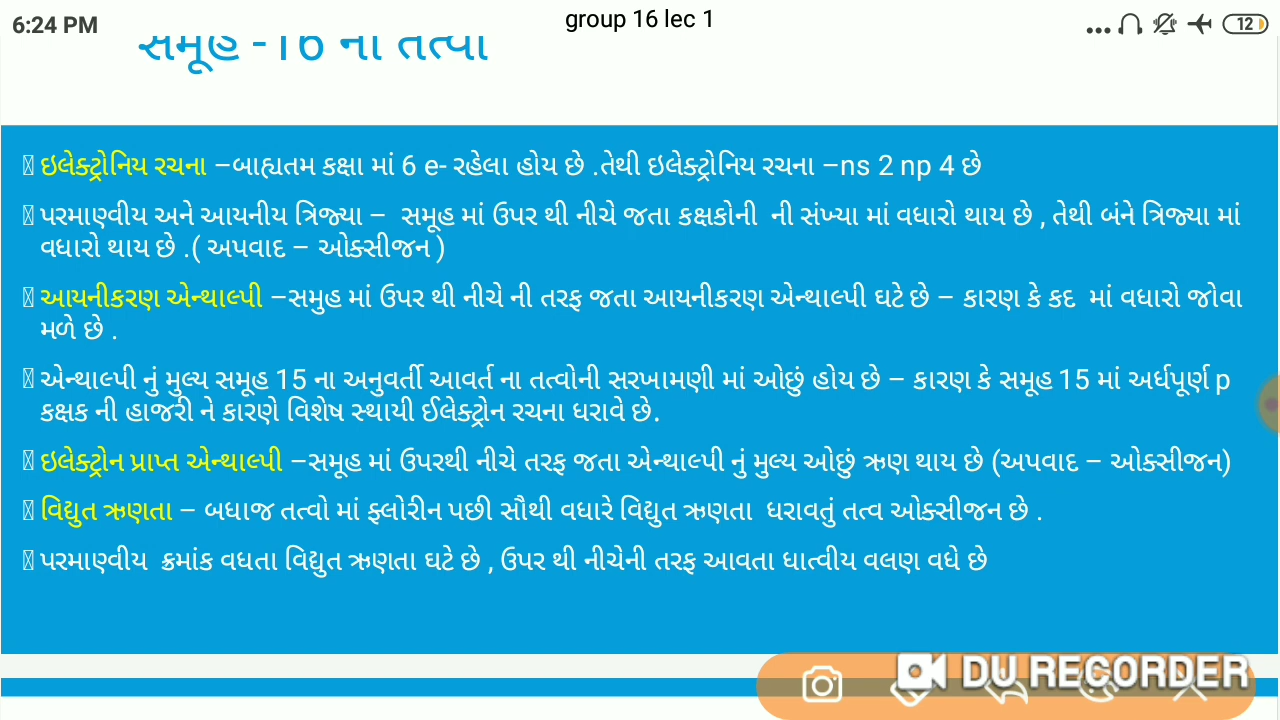 6:24 PM
group 16 lec 1
12
સમૂહ -16 ના તત્વો
ઇલેક્ટ્રોનિય રચના –બાહ્યતમ કક્ષા માં 6 e- રહેલા હોય છે .તેથી ઇલેક્ટ્રોનિય રચના –ns 2 np 4 છે
પરમાણ્વીય અને આયનીય ત્રિજ્યા – સમૂહ માં ઉપર થી નીચે જતા કક્ષકોની ની સંખ્યા માં વધારો થાય છે , તેથી બંને ત્રિજ્યા માં
વધારો થાય છે .( અપવાદ – ઓક્સીજન )
આયનીકરણ એન્થાલ્પી –સમુહ માં ઉપર થી નીચે ની તરફ જતા આયનીકરણ એન્થાલ્પી ઘટે છે – કારણ કે કદ માં વધારો જોવા
મળે છે .
એન્થાલ્પી નું મુલ્ય સમૂહ 15 ના અનુવર્તી આવર્ત ના તત્વોની સરખામણી માં ઓછું હોય છે – કારણ કે સમૂહ 15 માં અર્ધપૂર્ણ p
કક્ષક ની હાજરી ને કારણે વિશેષ સ્થાયી ઈલેક્ટ્રોન રચના ધરાવે છે.
ઇલેક્ટ્રોન પ્રાપ્ત એન્થાલ્પી –સમૂહ માં ઉપરથી નીચે તરફ જતા એન્થાલ્પી નું મુલ્ય ઓછું ઋણ થાય છે (અપવાદ – ઓક્સીજન)
વિદ્યુત ઋણતા – બધાજ તત્વો માં ફ્લોરીન પછી સૌથી વધારે વિદ્યુત ઋણતા ધરાવતું તત્વ ઓક્સીજન છે .
પરમાણ્વીય ક્રમાંક વધતા વિદ્યુત ઋણતા ઘટે છે , ઉપર થી નીચેની તરફ આવતા ધાત્વીય વલણ વધે છે
DU RECORDER